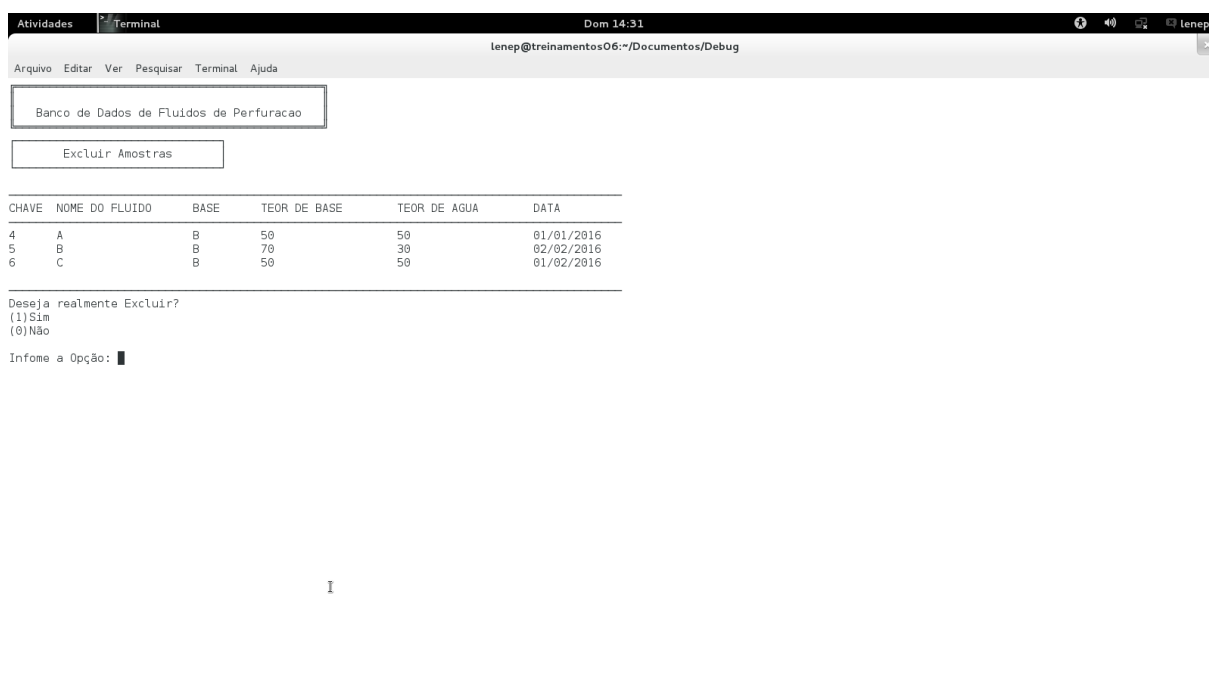 Atividades Terminal Dom 14:31 lenep
lenep@treinamentos06:~/Documentos/Debug
Arquivo Editar Ver Pesquisar Terminal Ajuda
Banco de Dados de Fluidos de Perfuracao
Excluir Amostras
CHAVE NOME DO FLUIDO BASE TEOR DE BASE TEOR DE AGUA DATA
4 A B 50 50 01/01/2016
5 B B 70 30 02/02/2016
6 C B 50 50 01/02/2016
Deseja realmente Excluir?
(1)Sim
(0)Não
Infome a Opção: